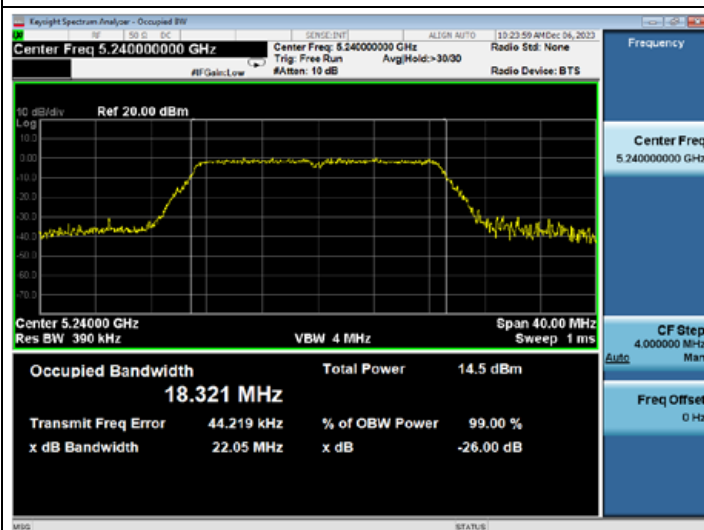 Keysight Spectrum Analyzer - Occupied BW
RF 50 Ω DC SENSE:INT ALIGN AUTO 10:23:59 AM Dec 06, 2023
Center Freq 5.240000000 GHz
Center Freq: 5.240000000 GHz
Radio Std: None
Trig: Free Run Avg|Hold:>30/30
#IFGain:Low #Atten: 10 dB Radio Device: BTS
Frequency
10 dB/div Ref 20.00 dBm
Log
10.0
0.00
-10.0
-20.0
-30.0
-40.0
-50.0
-60.0
-70.0
Center Freq
5.240000000 GHz
Center 5.24000 GHz Span 40.00 MHz
Res BW 390 kHz VBW 4 MHz Sweep 1 ms
CF Step
4.000000 MHz
Auto Man
Occupied Bandwidth Total Power 14.5 dBm
18.321 MHz
Transmit Freq Error 44.219 kHz % of OBW Power 99.00 %
x dB Bandwidth 22.05 MHz x dB -26.00 dB
Freq Offset
0 Hz
MSG STATUS